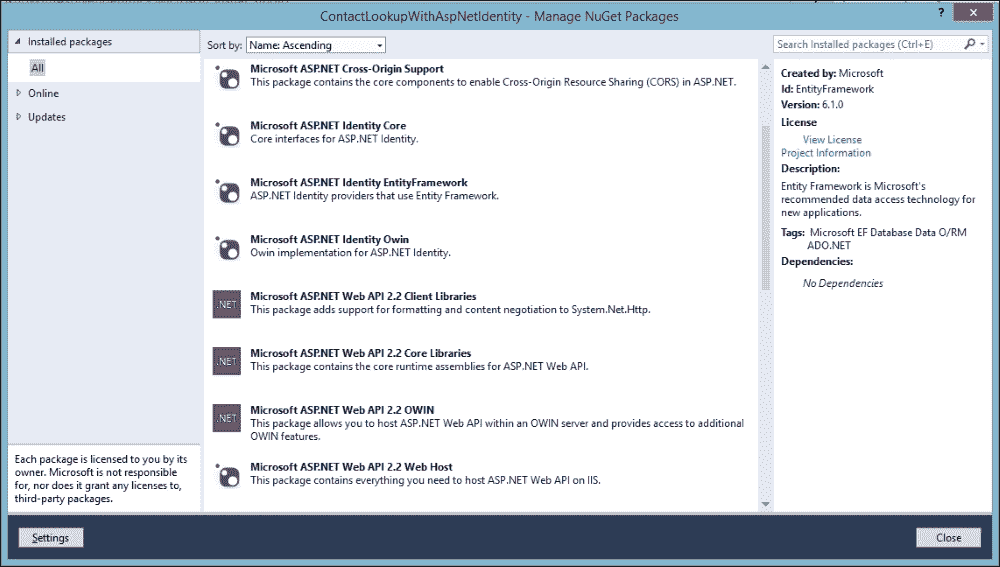 ContactLookupWithAspNetIdentity - Manage NuGet Packages
?
Installed packages
All
Online
Updates
Each package is licensed to you by its
owner. Microsoft is not responsible
for, nor does it grant any licenses to,
third-party packages.
Sort by: Name: Ascending
Microsoft ASP.NET Cross-Origin Support
This package contains the core components to enable Cross-Origin Resource Sharing (CORS) in ASP.NET.
Microsoft ASP.NET Identity Core
Core interfaces for ASP.NET Identity.
Microsoft ASP.NET Identity EntityFramework
ASP.NET Identity providers that use Entity Framework.
Microsoft ASP.NET Identity Owin
Owin implementation for ASP.NET Identity.
.NET
Microsoft ASP.NET Web API 2.2 Client Libraries
This package adds support for formatting and content negotiation to System.Net.Http.
.NET
Microsoft ASP.NET Web API 2.2 Core Libraries
This package contains the core runtime assemblies for ASP.NET Web API.
.NET
Microsoft ASP.NET Web API 2.2 OWIN
This package allows you to host ASP.NET Web API within an OWIN server and provides access to additional
OWIN features.
Microsoft ASP.NET Web API 2.2 Web Host
This package contains everything you need to host ASP.NET Web API on IIS.
Search Installed packages (Ctrl+E)
Created by: Microsoft
Id: EntityFramework
Version: 6.1.0
License
View License
Project Information
Description:
Entity Framework is Microsoft's
recommended data access technology for
new applications.
Tags: Microsoft EF Database Data O/RM
ADO.NET
Dependencies:
No Dependencies
Settings
Close